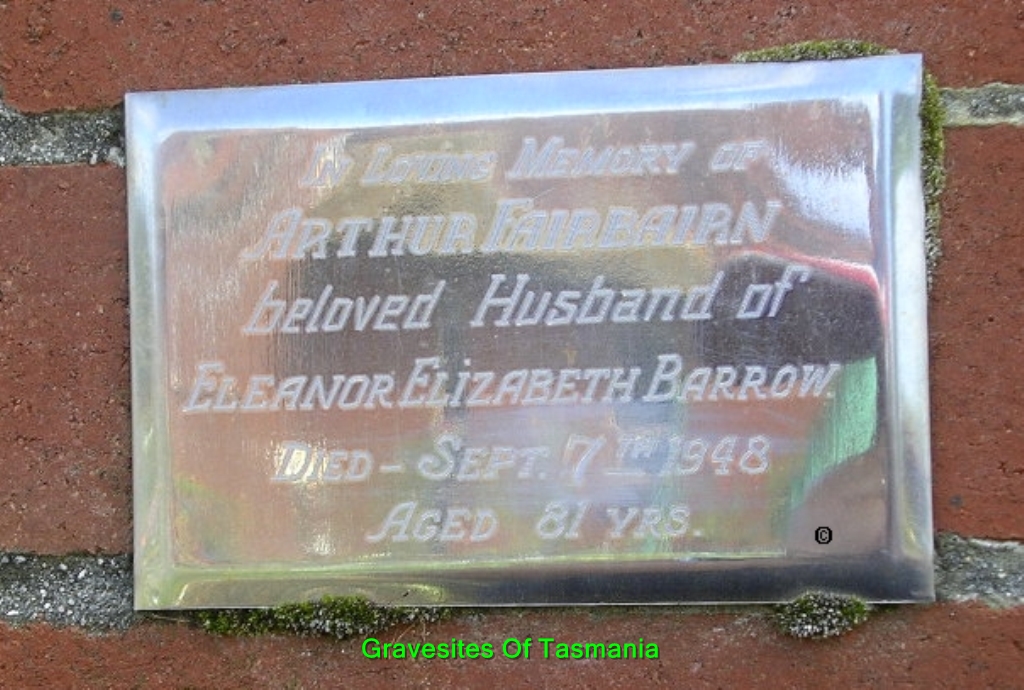 In Loving Memory of
Arthur Fairbairn
beloved Husband of
Eleanor Elizabeth Barrow.
Died - Sept. 7TH 1948
Aged 81 yrs.
©
Gravesites Of Tasmania